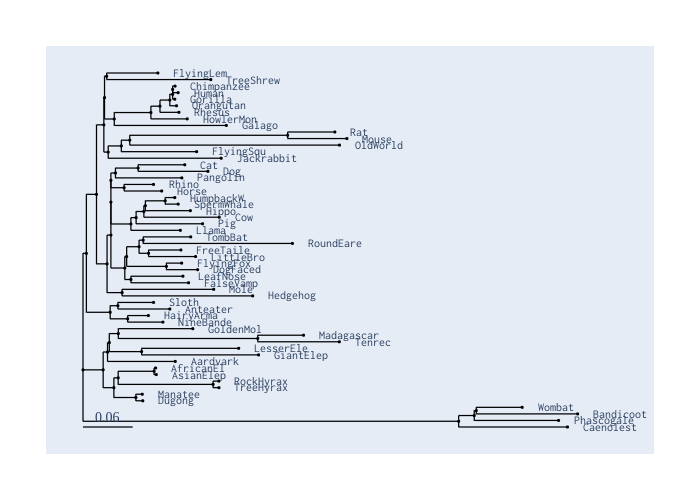 FlyingLem
TreeShrew
Chimpanzee
Human
Gorilla
Orangutan
Rhesus
HowlerMon
Galago
Rat
Mouse
OldWorld
FlyingSqu
Jackrabbit
Cat
Dog
Pangolin
Rhino
Horse
HumpbackW
SpermWhale
Hippo
Cow
Pig
Llama
TombBat
RoundEare
FreeTaile
LittleBro
FlyingFox
DogFaced
LeafNose
FalseVamp
Mole
Hedgehog
Sloth
Anteater
HairyArma
NineBande
GoldenMol
Madagascar
Tenrec
LesserEle
GiantElep
Aardvark
AfricanEl
AsianElep
RockHyrax
TreeHyrax
Manatee
Dugong
Wombat
Bandicoot
Phascogale
Caenolest
0.06